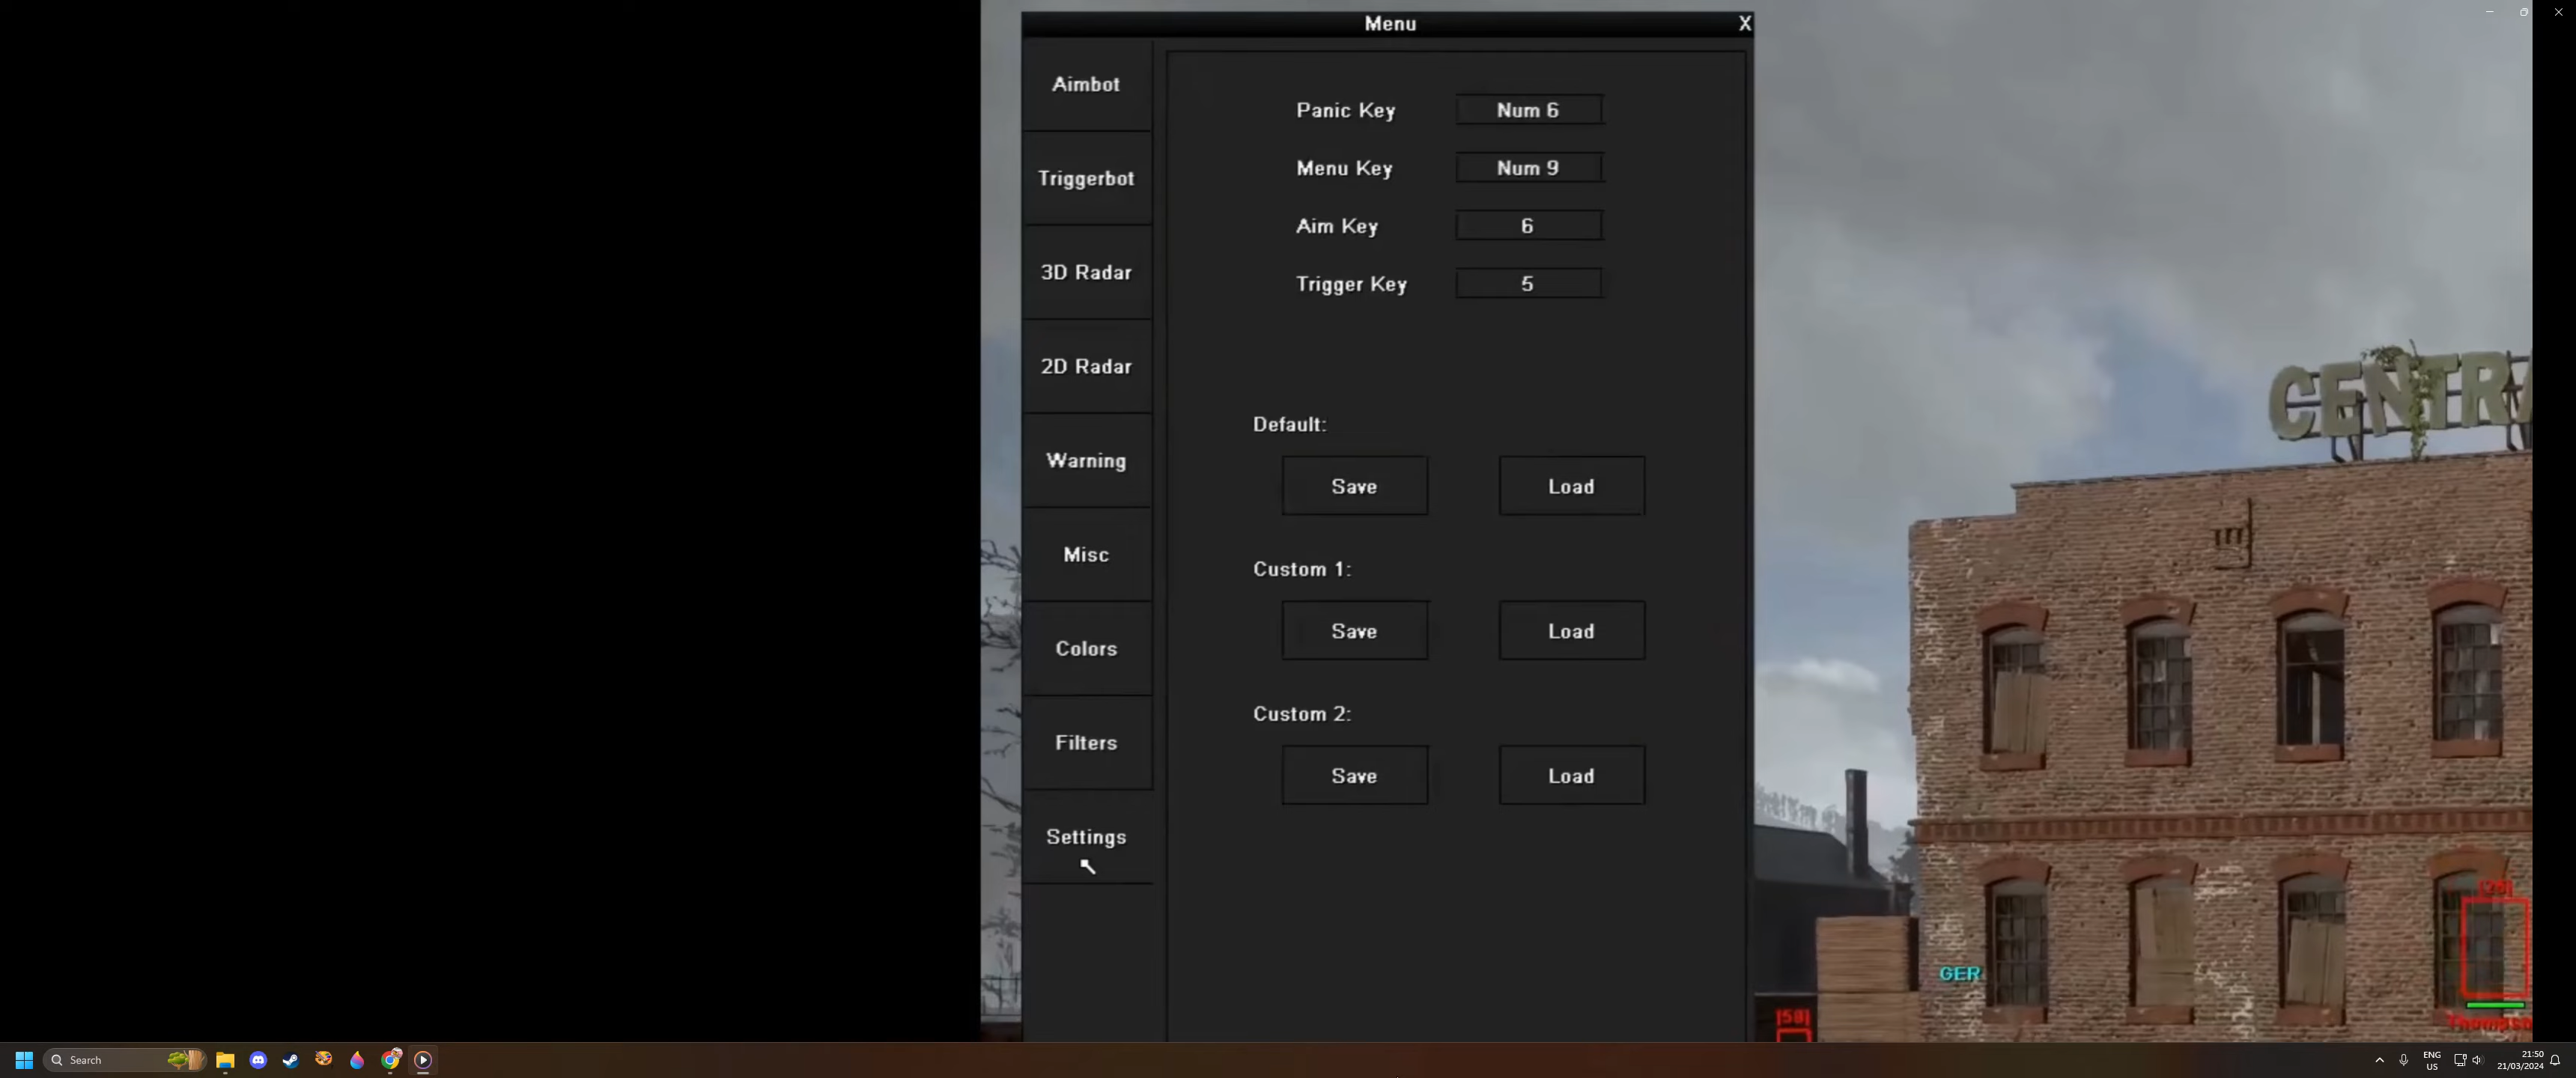 Menu
X
Aimbot
Triggerbot
3D Radar
2D Radar
Warning
Misc
Colors
Filters
Settings
Panic Key
Num 6
Menu Key
Num 9
Aim Key
6
Trigger Key
5
Default:
Save
Load
Custom 1:
Save
Load
Custom 2:
Save
Load
GER
[58]
Search
ENG
US
21:50
21/03/2024